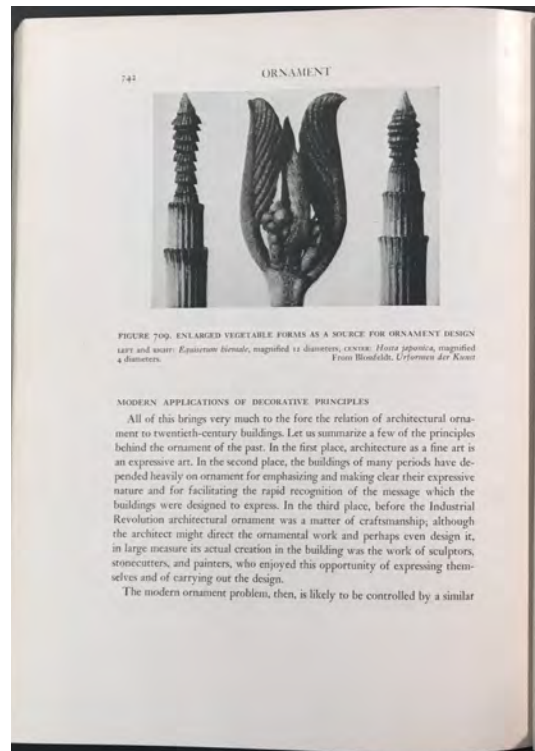 742
ORNAMENT
FIGURE 709. ENLARGED VEGETABLE FORMS AS A SOURCE FOR ORNAMENT DESIGN
LEFT and RIGHT: Equisetum hiemale, magnified 12 diameters; CENTER: Hosta japonica, magnified
4 diameters. From Blossfeldt, Urformen der Kunst
MODERN APPLICATIONS OF DECORATIVE PRINCIPLES
All of this brings very much to the fore the relation of architectural orna-
ment to twentieth-century buildings. Let us summarize a few of the principles
behind the ornament of the past. In the first place, architecture as a fine art is
an expressive art. In the second place, the buildings of many periods have de-
pended heavily on ornament for emphasizing and making clear their expressive
nature and for facilitating the rapid recognition of the message which the
buildings were designed to express. In the third place, before the Industrial
Revolution architectural ornament was a matter of craftsmanship; although
the architect might direct the ornamental work and perhaps even design it,
in large measure its actual creation in the building was the work of sculptors,
stonecutters, and painters, who enjoyed this opportunity of expressing them-
selves and of carrying out the design.
The modern ornament problem, then, is likely to be controlled by a similar